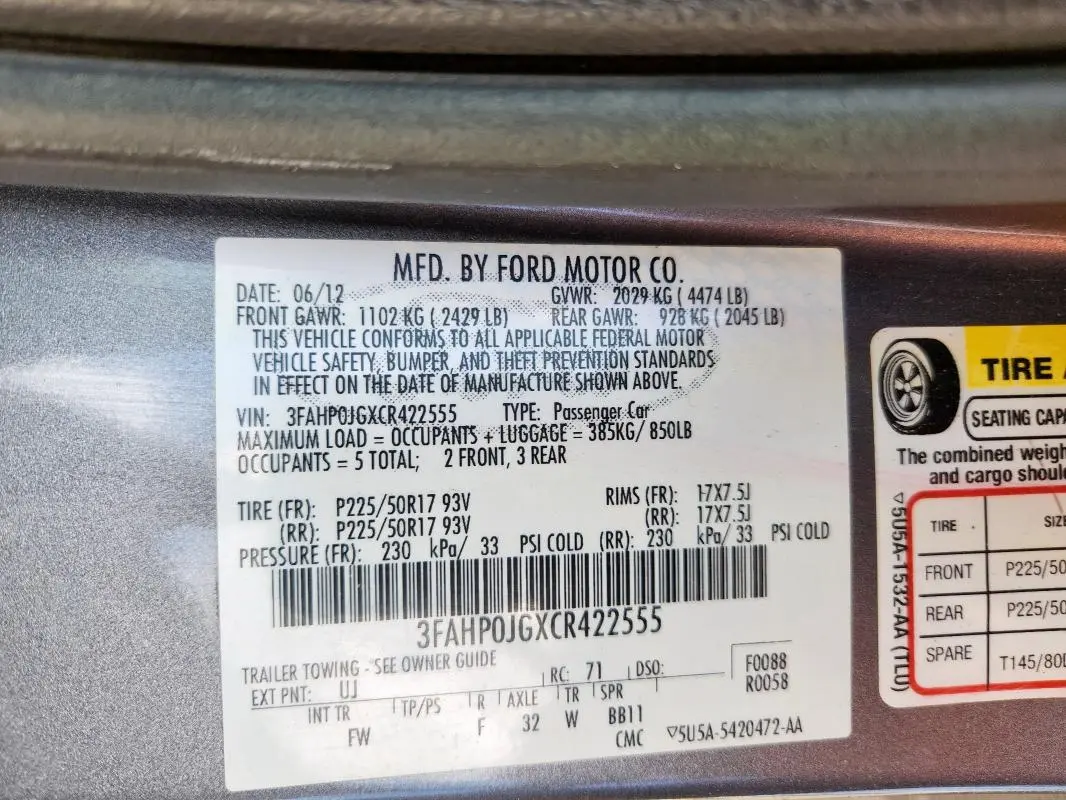 MFD. BY FORD MOTOR CO.
DATE: 06/12 GVWR: 2029 KG ( 4474 LB)
FRONT GAWR: 1102 KG ( 2429 LB) REAR GAWR: 928 KG ( 2045 LB)
THIS VEHICLE CONFORMS TO ALL APPLICABLE FEDERAL MOTOR
VEHICLE SAFETY, BUMPER, AND THEFT PREVENTION STANDARDS
IN EFFECT ON THE DATE OF MANUFACTURE SHOWN ABOVE.
VIN: 3FAHP0JGXCR422555 TYPE: Passenger Car
MAXIMUM LOAD = OCCUPANTS + LUGGAGE = 385KG/ 850LB
OCCUPANTS = 5 TOTAL; 2 FRONT, 3 REAR
TIRE (FR): P225/50R17 93V RIMS (FR): 17X7.5J
(RR): P225/50R17 93V (RR): 17X7.5J
PRESSURE (FR): 230 kPa/ 33 PSI COLD (RR): 230 kPa/ 33 PSI COLD
3FAHP0JGXCR422555
TRAILER TOWING - SEE OWNER GUIDE
EXT PNT: UJ RC: 71 DSO:
INT TR TP/PS R AXLE TR SPR
FW F 32 W BB11
CMC
F0088
R0058
▽5U5A-5420472-AA
TIRE
SEATING CAPA
The combined weigh
and cargo shoul
TIRE SIZ
FRONT P225/50
REAR P225/50
SPARE T145/80
▽5U5A-1532-AA (TLU)